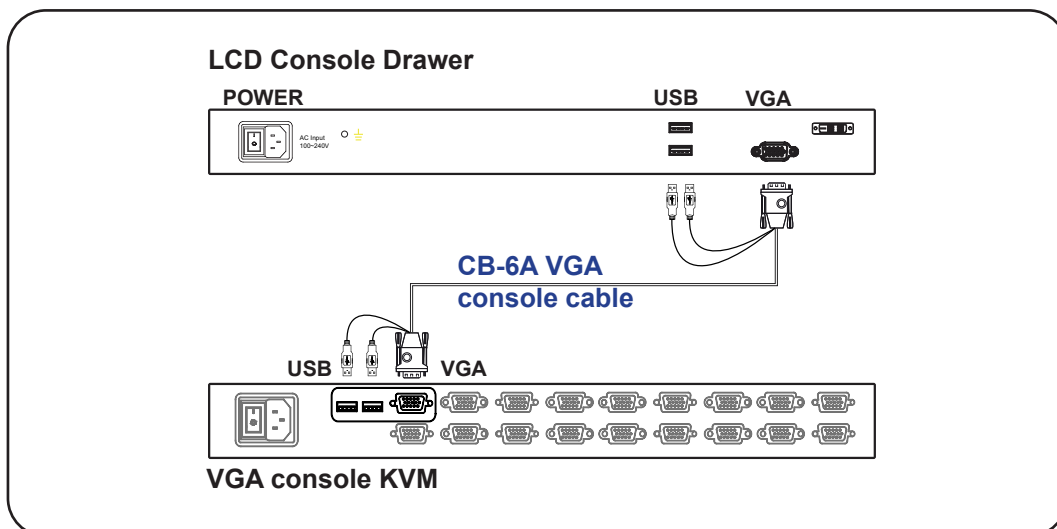 LCD Console Drawer
POWER
USB
VGA
AC Input
100~240V
CB-6A VGA
console cable
USB
VGA
VGA console KVM